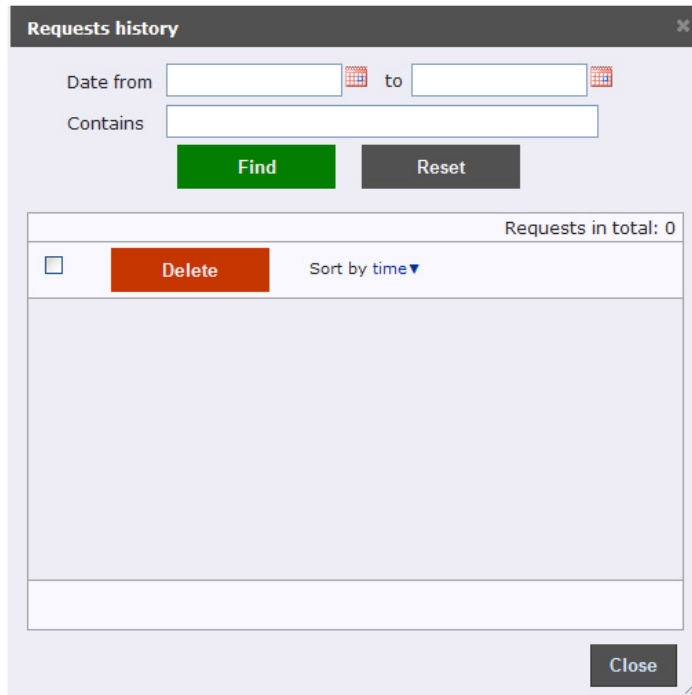 Requests history
Date from to
Contains
Find Reset
Requests in total: 0
Delete Sort by time▼
Close